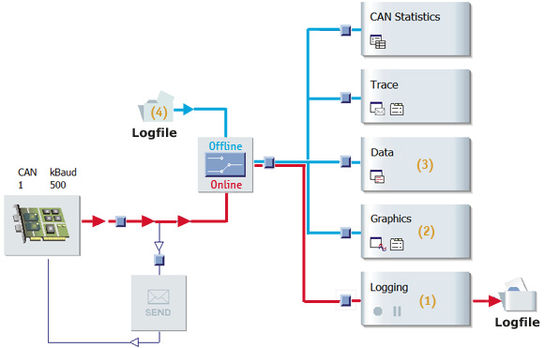 CAN Statistics
Trace
(4)
Logfile
Offline
Online
Data
(3)
CAN kBaud
1 500
Graphics
(2)
SEND
Logging
(1)
Logfile